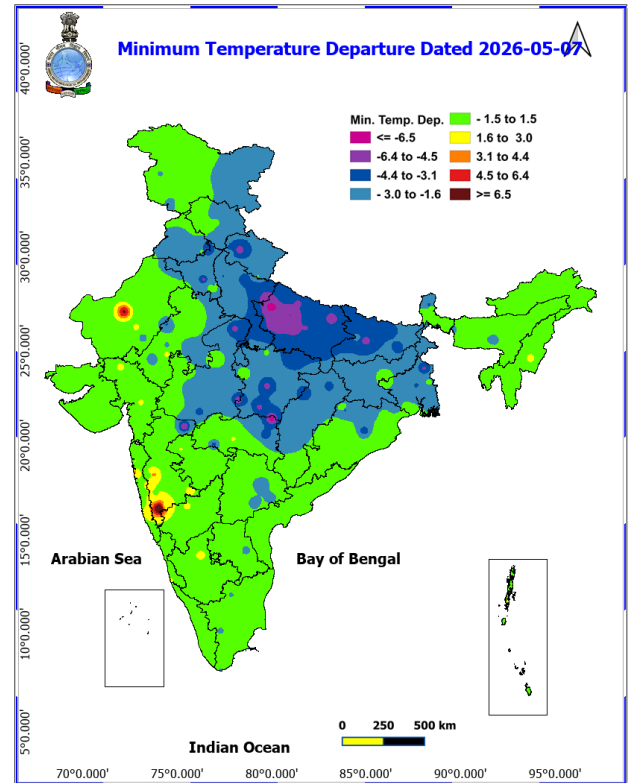 Minimum Temperature Departure Dated 2026-05-07
Min. Temp. Dep.
<= -6.5
-6.4 to -4.5
-4.4 to -3.1
- 3.0 to -1.6
- 1.5 to 1.5
1.6 to 3.0
3.1 to 4.4
4.5 to 6.4
>= 6.5
40°0.000'
35°0.000'
30°0.000'
25°0.000'
20°0.000'
15°0.000'
10°0.000'
5°0.000'
Arabian Sea
Bay of Bengal
Indian Ocean
0 250 500 km
70°0.000' 75°0.000' 80°0.000' 85°0.000' 90°0.000' 95°0.000'